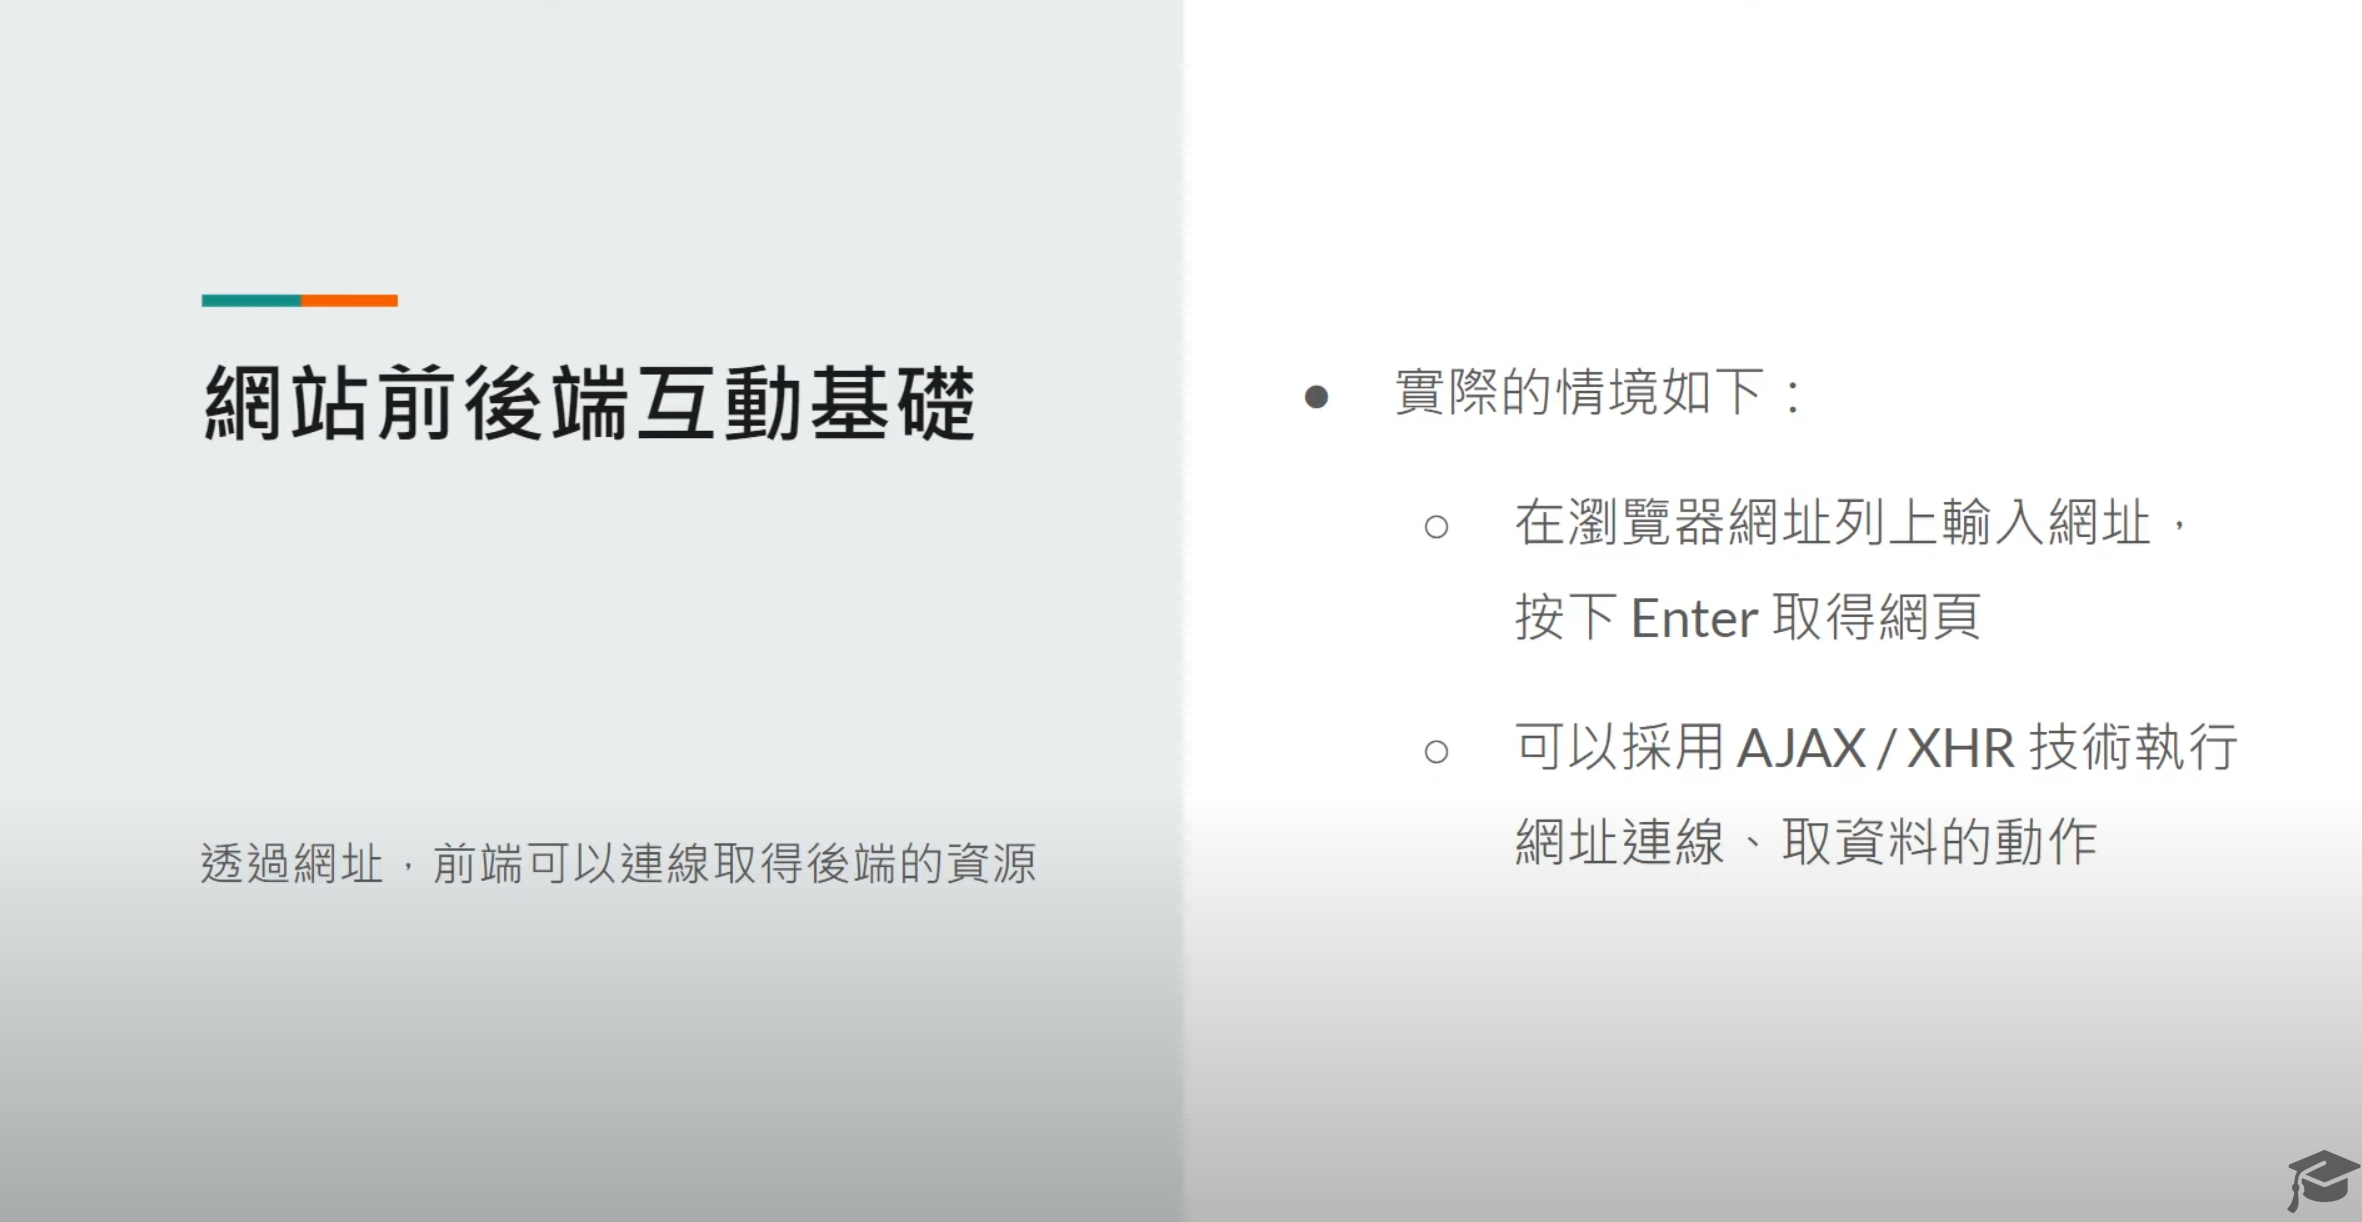 網站前後端互動基礎
透過網址，前端可以連線取得後端的資源
● 實際的情境如下：
○ 在瀏覽器網址列上輸入網址，
按下 Enter 取得網頁
○ 可以採用 AJAX / XHR 技術執行
網址連線、取資料的動作